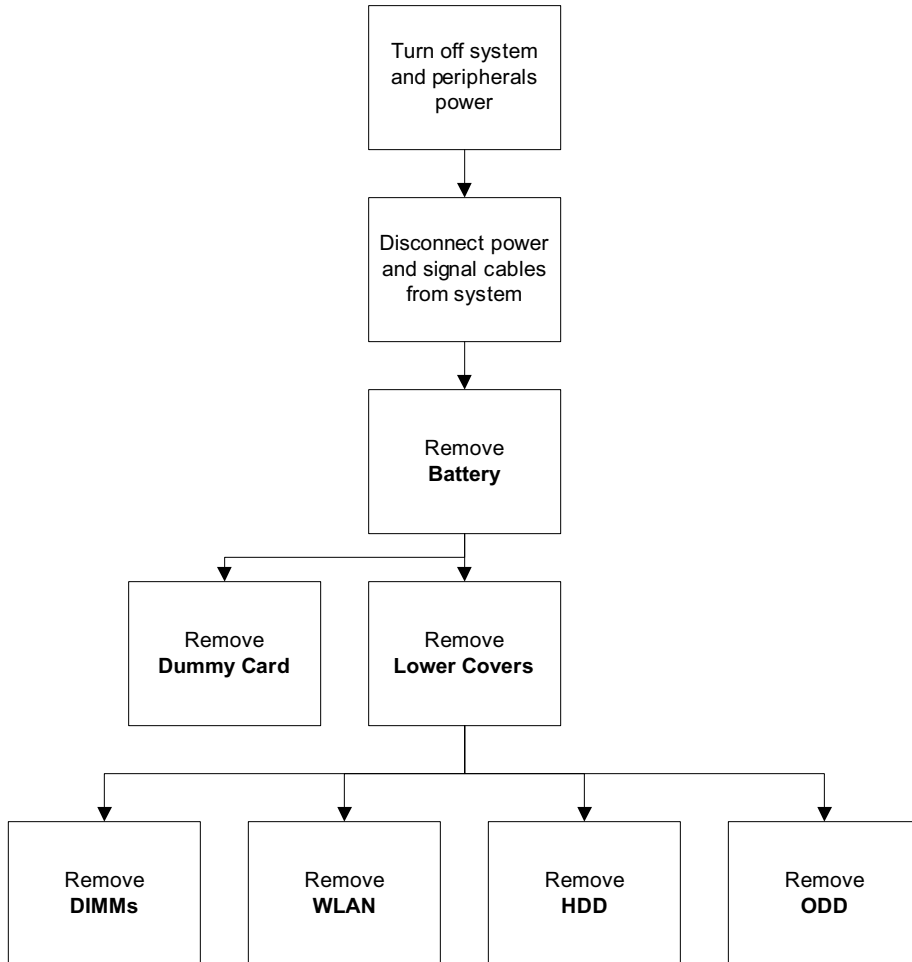 Turn off system
and peripherals
power
Disconnect power
and signal cables
from system
Remove
Battery
Remove
Dummy Card
Remove
Lower Covers
Remove
DIMMs
Remove
WLAN
Remove
HDD
Remove
ODD